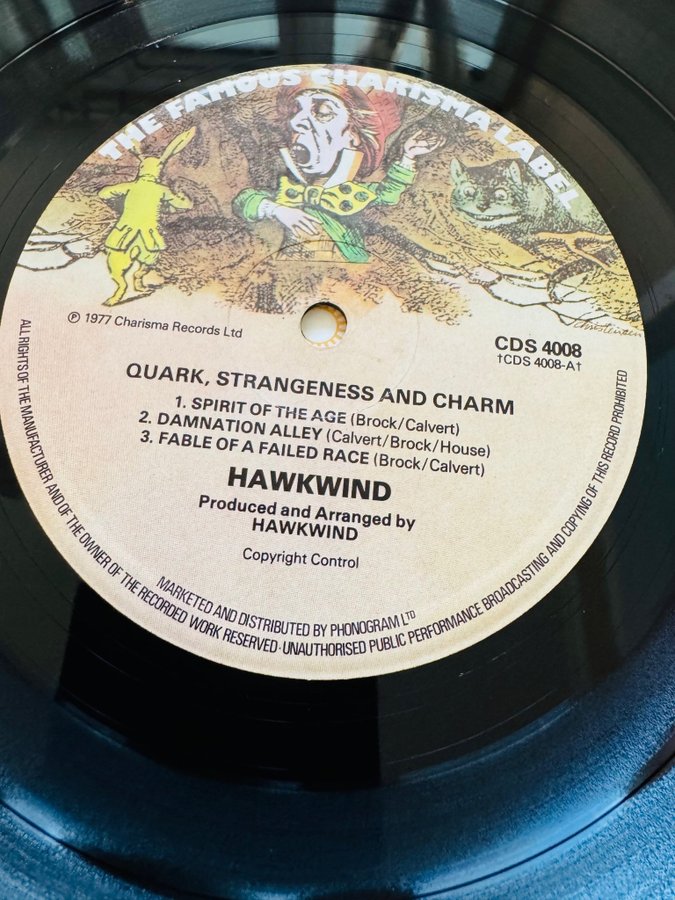 THE FAMOUS CHARISMA LABEL
℗ 1977 Charisma Records Ltd
CDS 4008
†CDS 4008-A†
QUARK, STRANGENESS AND CHARM
1. SPIRIT OF THE AGE (Brock/Calvert)
2. DAMNATION ALLEY (Calvert/Brock/House)
3. FABLE OF A FAILED RACE (Brock/Calvert)
HAWKWIND
Produced and Arranged by
HAWKWIND
Copyright Control
MARKETED AND DISTRIBUTED BY PHONOGRAM LTD
ALL RIGHTS OF THE MANUFACTURER AND OF THE OWNER OF THE RECORDED WORK RESERVED·UNAUTHORISED PUBLIC PERFORMANCE BROADCASTING AND COPYING OF THIS RECORD PROHIBITED